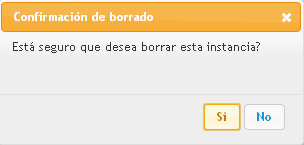 Confirmación de borrado
Está seguro que desea borrar esta instancia?
Si No